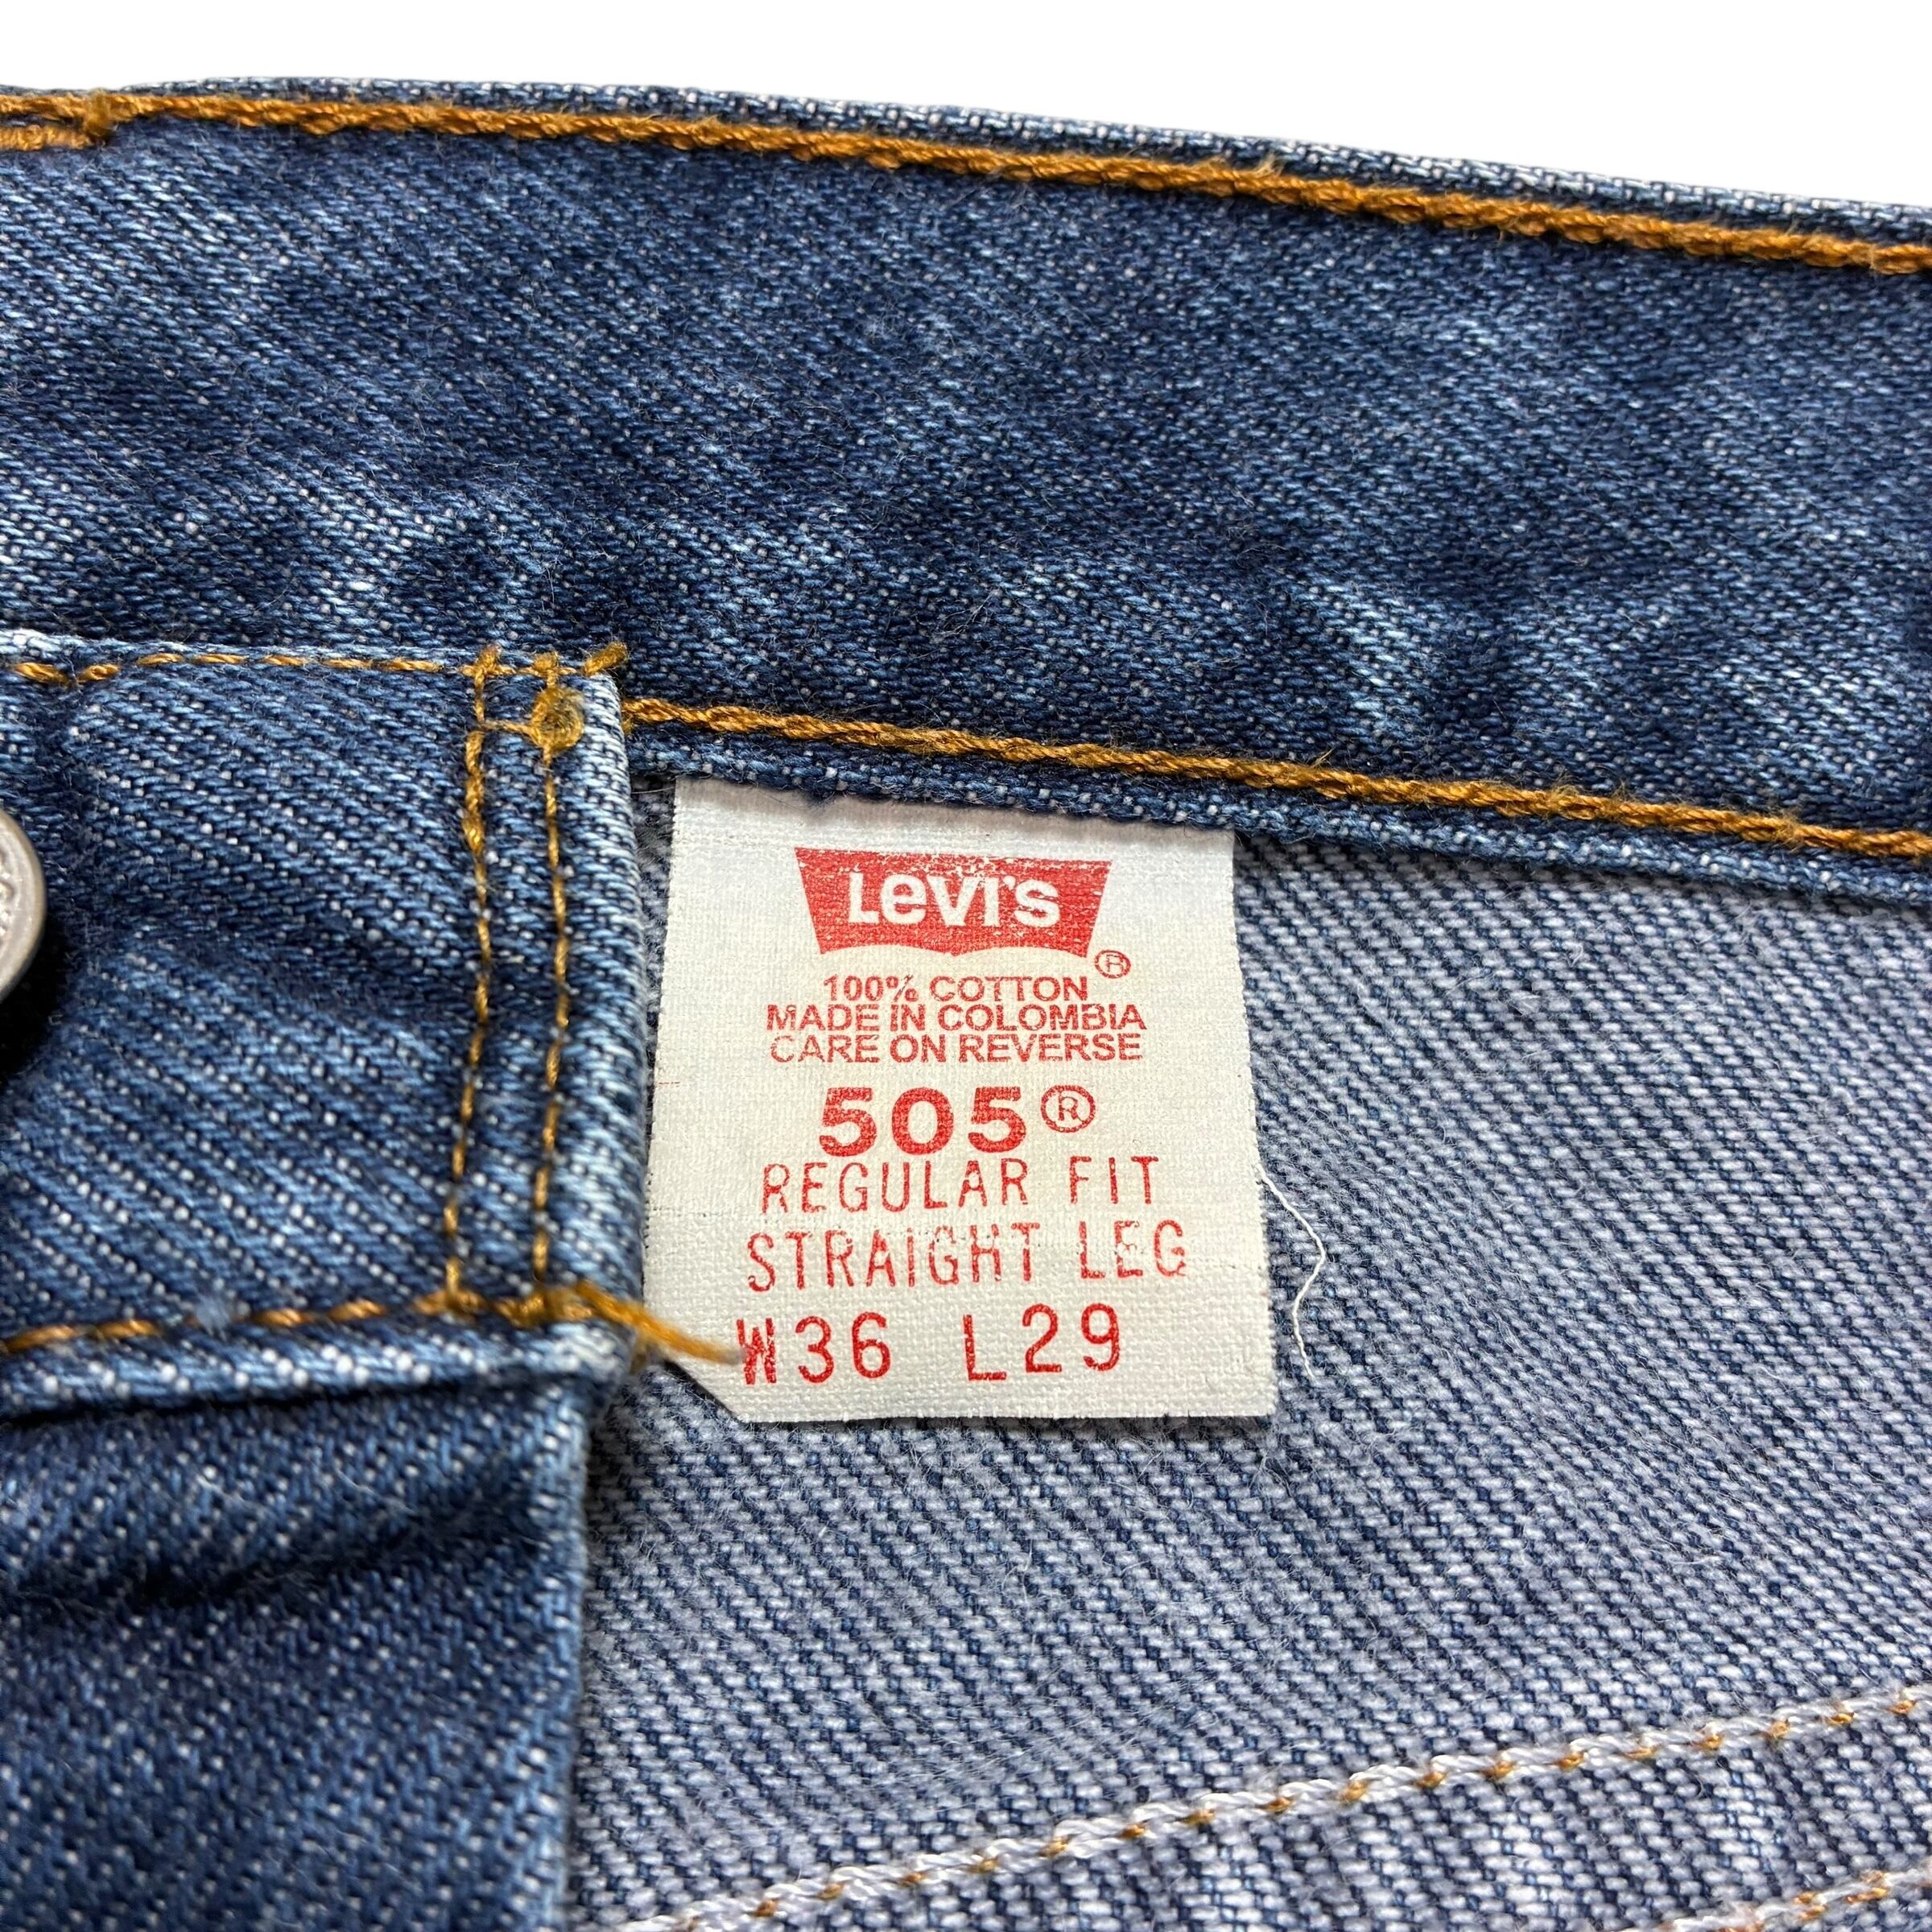 Levi's
®
100% COTTON
MADE IN COLOMBIA
CARE ON REVERSE
505®
REGULAR FIT
STRAIGHT LEG
W36 L29